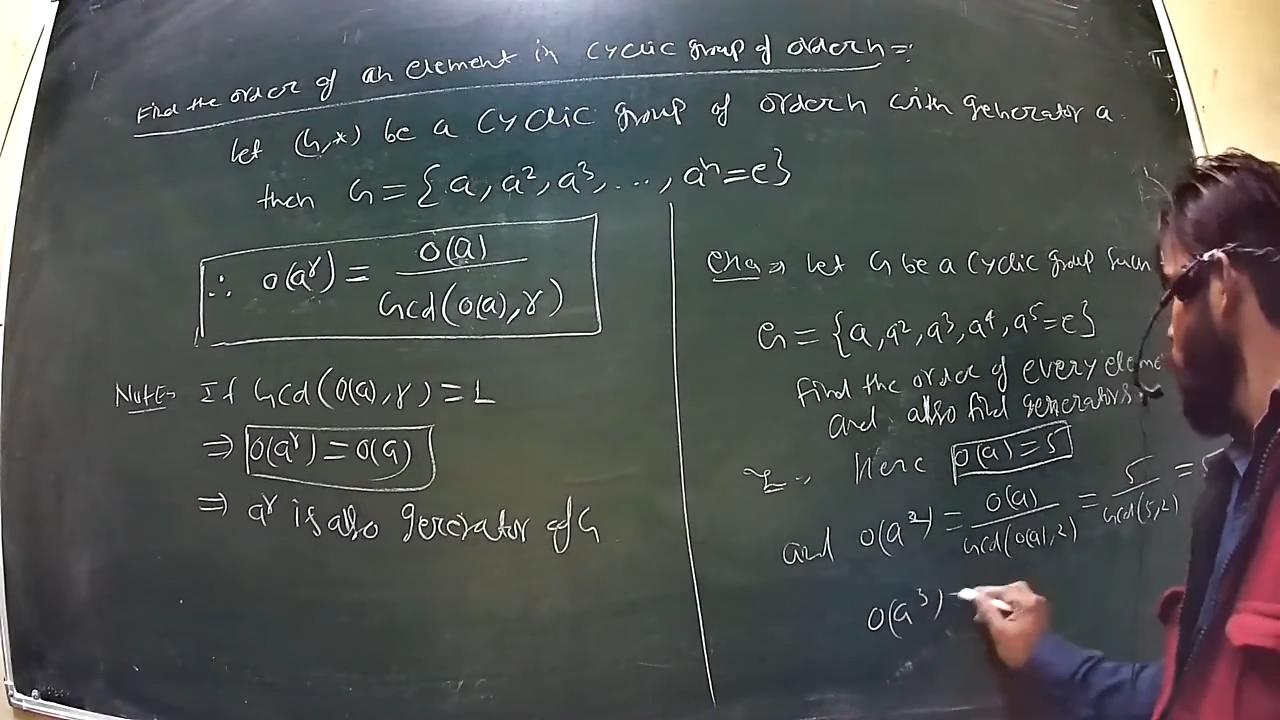 Find the order of an element in cyclic group of order n =:
Let (G,*) be a cyclic group of order n with generator a.
then G = {a, a², a³, ..., aⁿ=e}
∴ o(aʳ) = o(a) / Gcd(o(a), r)
Note- If Gcd(o(a), r) = 1
⇒ o(aʳ) = o(a)
⇒ aʳ is also generator of G
⇒ Let G be a cyclic group such
G = {a, a², a³, a⁴, a⁵=e}
find the order of every eleme
and also find generators
Here o(a) = 5
and o(a²) = o(a) / Gcd(o(a), 2) = 5 / Gcd(5, 2) = 5
o(a³) =